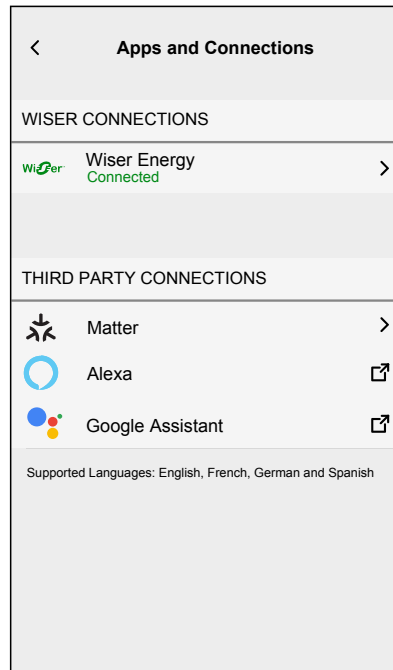 Apps and Connections
WISER CONNECTIONS
Wiser
Wiser Energy
Connected
THIRD PARTY CONNECTIONS
Matter
Alexa
Google Assistant
Supported Languages: English, French, German and Spanish